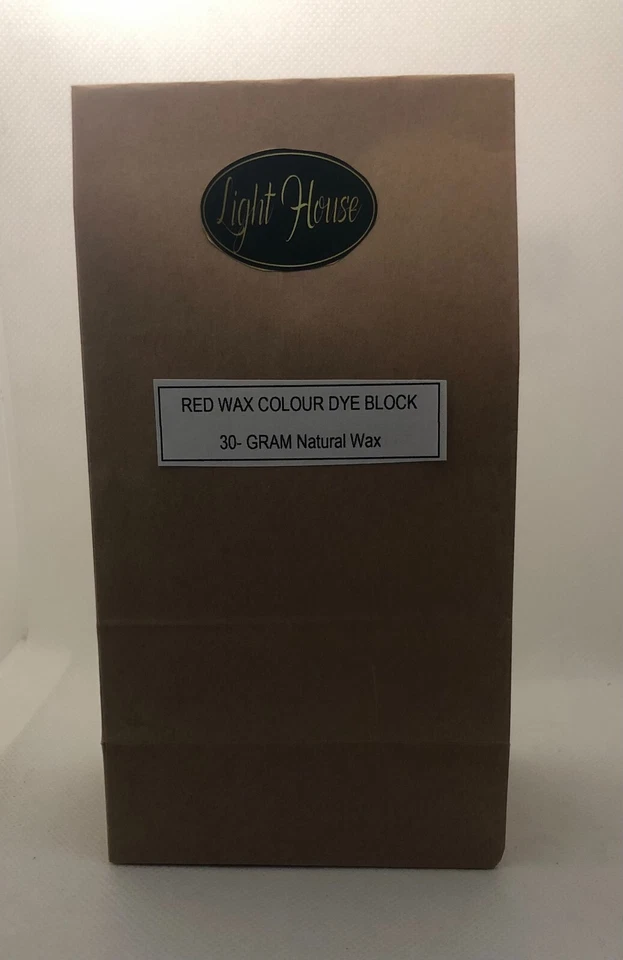 Light House
RED WAX COLOUR DYE BLOCK
30- GRAM Natural Wax